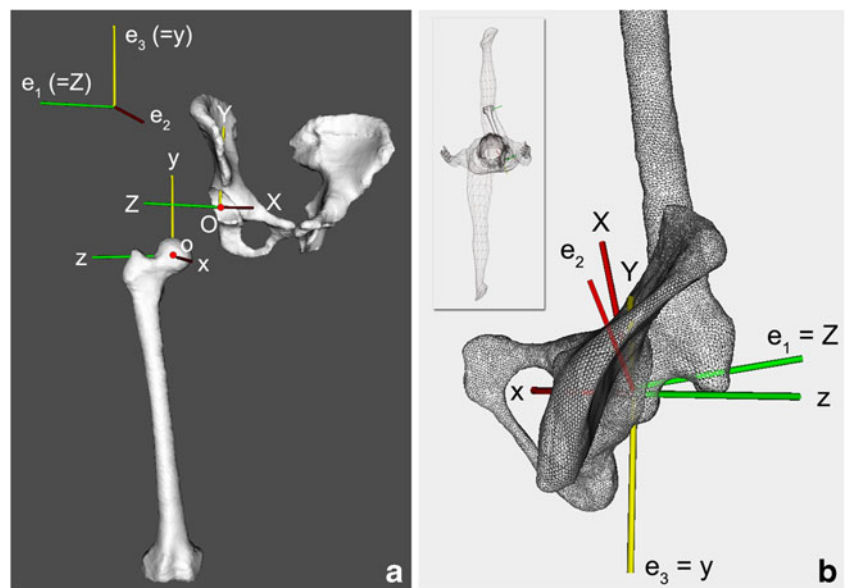 e3 (=y)
e1 (=Z)
e2
y
Y
Z
X
O
o
z
x
a
X
e2
Y
e1 = Z
x
z
e3 = y
b